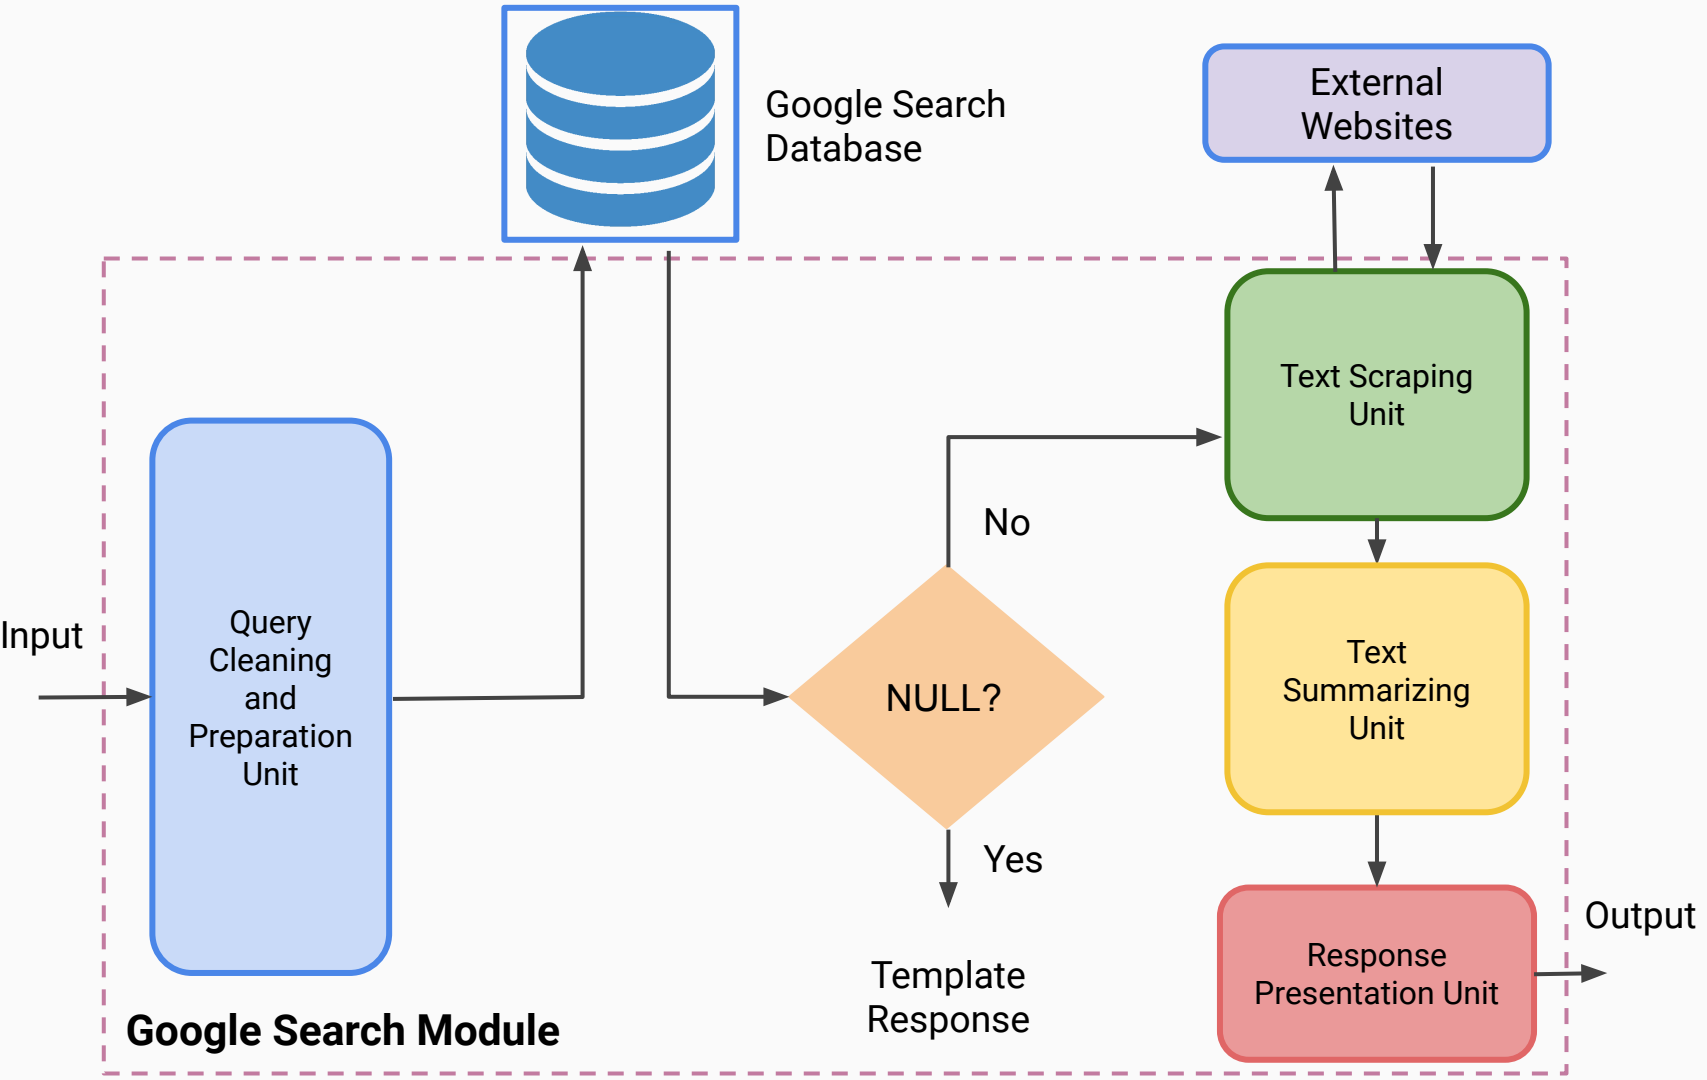 Google Search
Database
External
Websites
Text Scraping
Unit
No
Input
Query
Cleaning
and
Preparation
Unit
NULL?
Text
Summarizing
Unit
Yes
Template
Response
Response
Presentation Unit
Output
Google Search Module